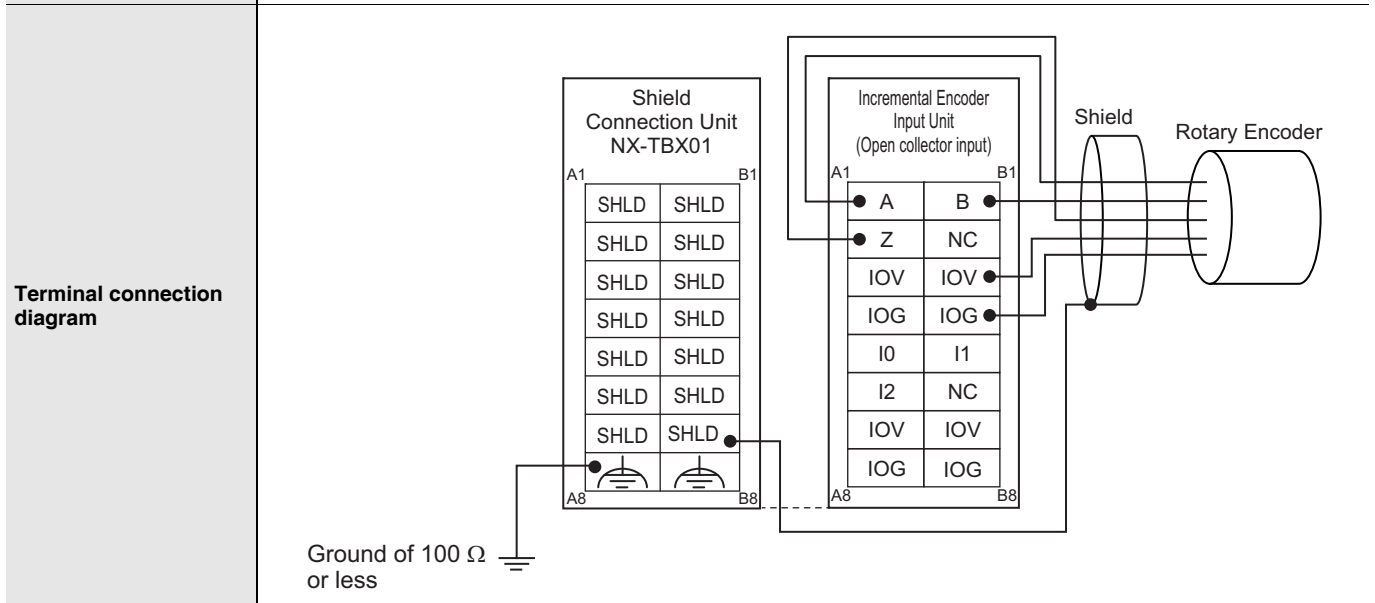 Terminal connection
diagram
Shield
Connection Unit
NX-TBX01
A1 B1
SHLD SHLD
SHLD SHLD
SHLD SHLD
SHLD SHLD
SHLD SHLD
SHLD SHLD
SHLD SHLD
A8 B8
Ground of 100 Ω
or less
Incremental Encoder
Input Unit
(Open collector input)
A1 B1
A B
Z NC
IOV IOV
IOG IOG
I0 I1
I2 NC
IOV IOV
IOG IOG
A8 B8
Shield
Rotary Encoder